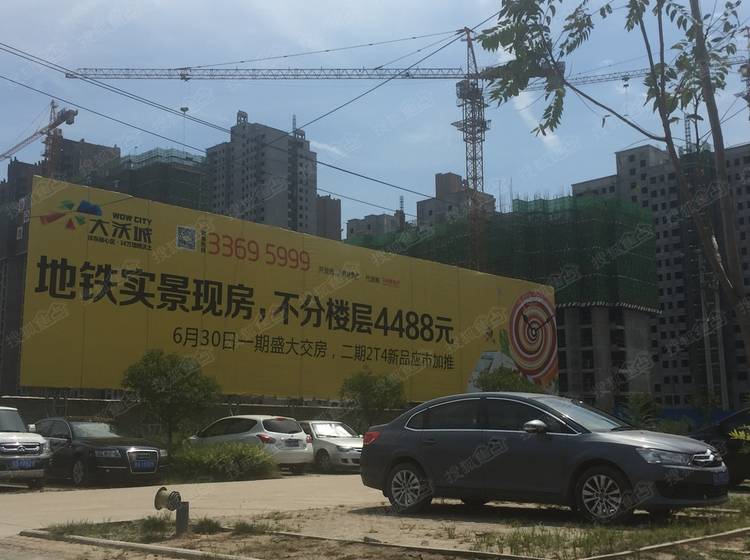 WOW CITY
大沃城
3369 5999
地铁实景现房，不分楼层4488元
6月30日一期盛大交房，二期2T4新品应市加推